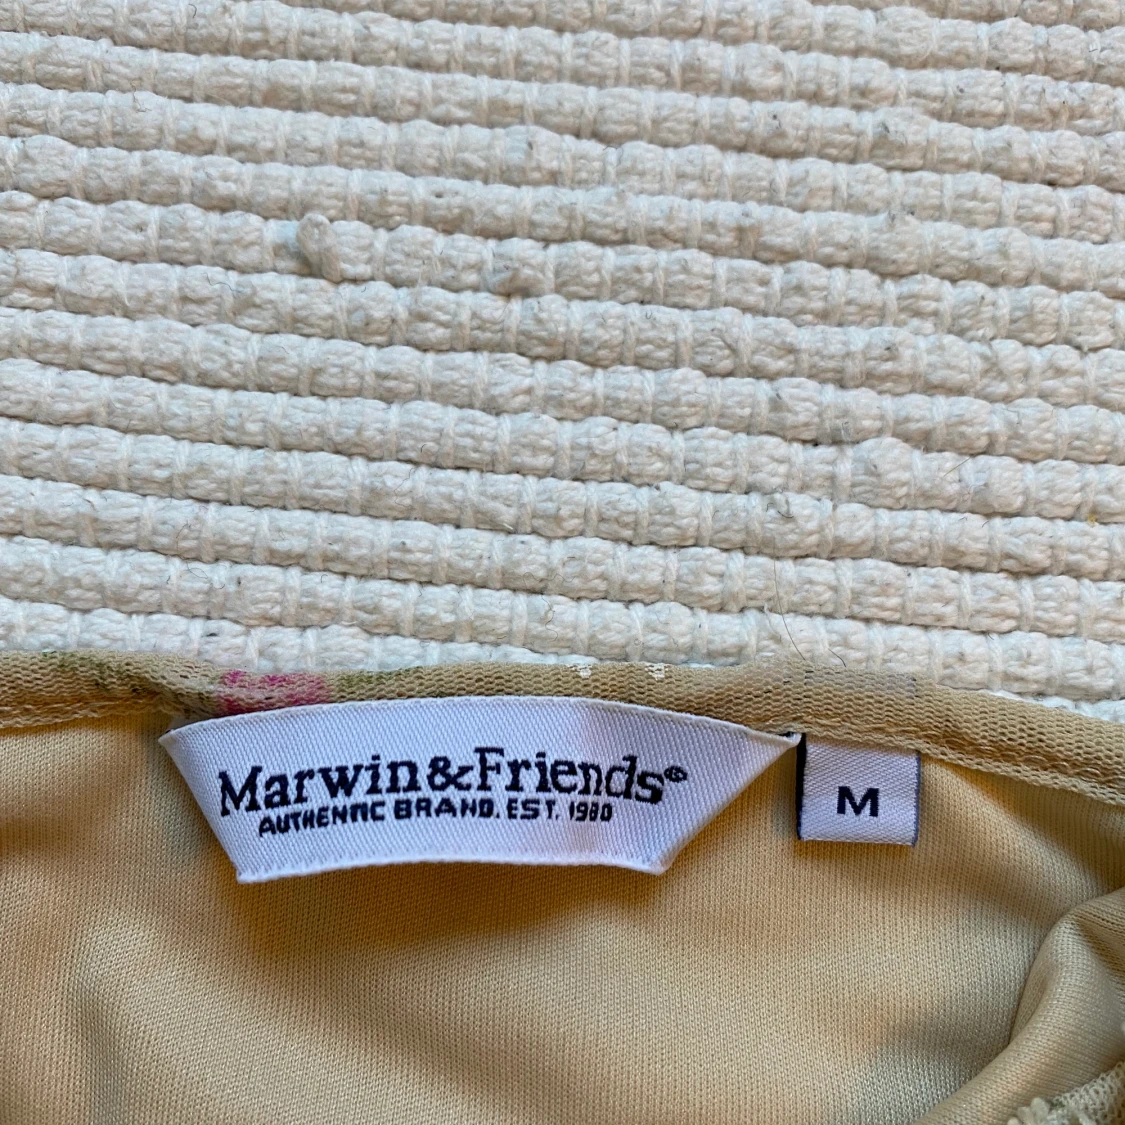 Marwin&Friends®
AUTHENTIC BRAND. EST. 1980
M